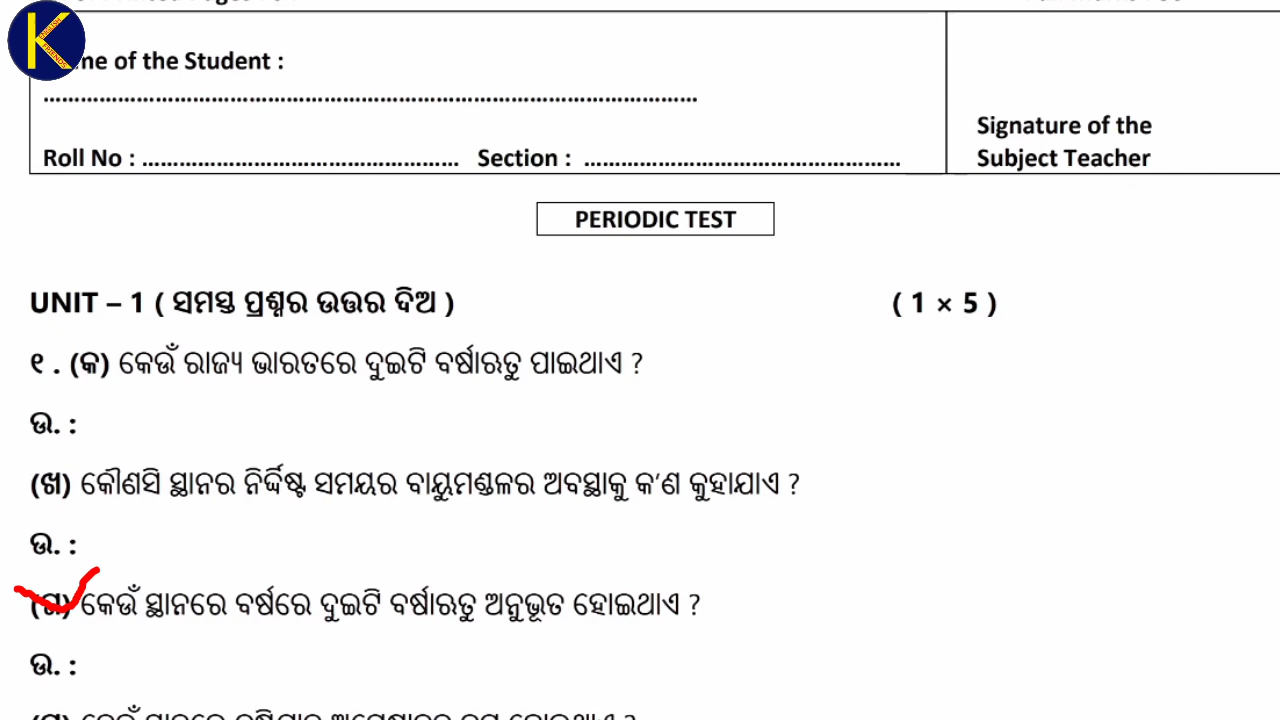 of the Student :
Roll No : Section :
Signature of the
Subject Teacher
PERIODIC TEST
UNIT – 1 ( ସମସ୍ତ ପ୍ରଶ୍ନର ଉତ୍ତର ଦିଅ ) ( 1 × 5 )
୧ . (କ) କେଉଁ ରାଜ୍ୟ ଭାରତରେ ଦୁଇଟି ବର୍ଷାଋତୁ ପାଇଥାଏ ?
ଉ. :
(ଖ) କୌଣସି ସ୍ଥାନର ନିର୍ଦ୍ଦିଷ୍ଟ ସମୟର ବାୟୁମଣ୍ଡଳର ଅବସ୍ଥାକୁ କ'ଣ କୁହାଯାଏ ?
ଉ. :
(ଗ) କେଉଁ ସ୍ଥାନରେ ବର୍ଷରେ ଦୁଇଟି ବର୍ଷାଋତୁ ଅନୁଭୂତ ହୋଇଥାଏ ?
ଉ. :